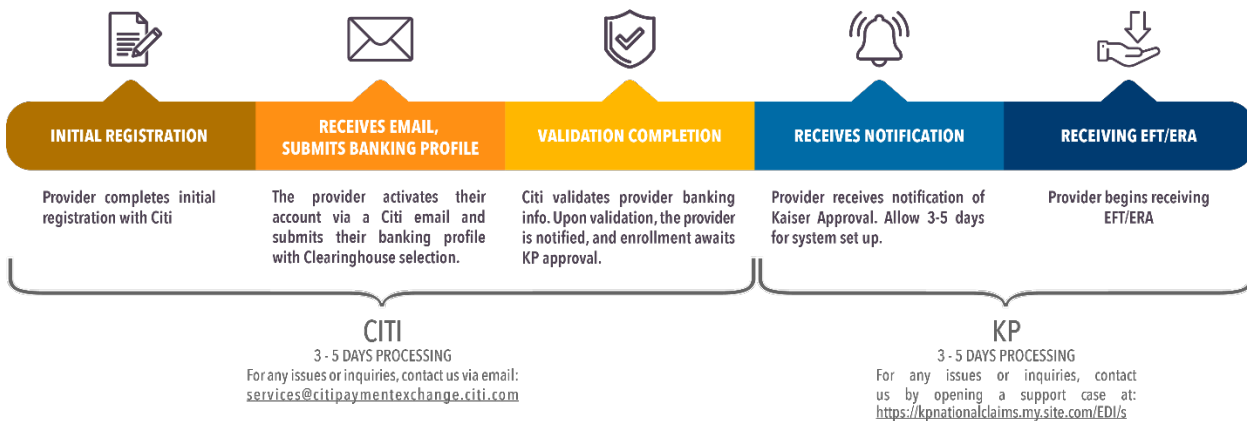 INITIAL REGISTRATION
RECEIVES EMAIL,
SUBMITS BANKING PROFILE
VALIDATION COMPLETION
RECEIVES NOTIFICATION
RECEIVING EFT/ERA
Provider completes initial
registration with Citi
The provider activates their
account via a Citi email and
submits their banking profile
with Clearinghouse selection.
Citi validates provider banking
info. Upon validation, the provider
is notified, and enrollment awaits
KP approval.
Provider receives notification of
Kaiser Approval. Allow 3-5 days
for system set up.
Provider begins receiving
EFT/ERA
CITI
3 - 5 DAYS PROCESSING
For any issues or inquiries, contact us via email:
services@citipaymentexchange.citi.com
KP
3 - 5 DAYS PROCESSING
For any issues or inquiries, contact
us by opening a support case at:
https://kpnationalclaims.my.site.com/EDI/s